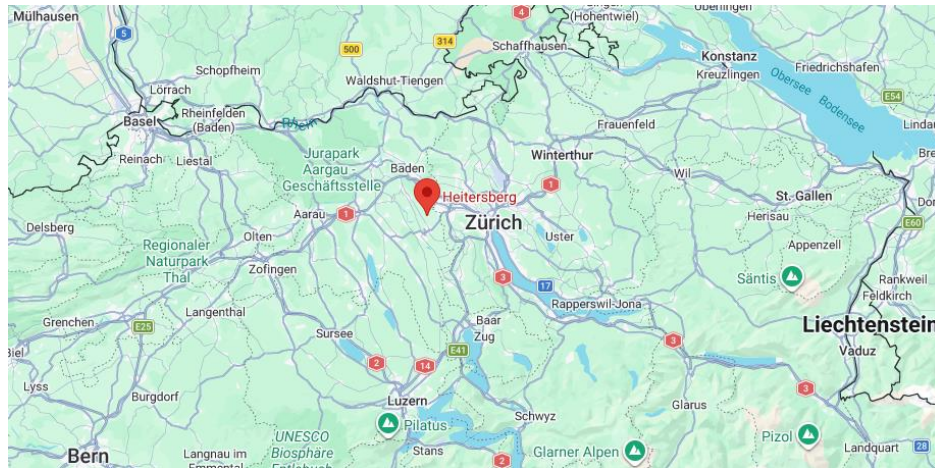 Mülhausen
5
4
(Hohentwiel)
Überlingen
500
314
Schaffhausen
Konstanz
Friedrichshafen
Schopfheim
Waldshut-Tiengen
Kreuzlingen
Obersee Bodensee
E54
Lörrach
Basel
Rheinfelden
(Baden)
Rhein
Frauenfeld
Lindau
Reinach
Liestal
Jurapark
Aargau -
Geschäftsstelle
Baden
Winterthur
Wil
St. Gallen
Heitersberg
1
Zürich
Delsberg
Aarau
1
Herisau
E60
Olten
Uster
Appenzell
Regionaler
Naturpark
Thal
Zofingen
Säntis
Rankweil
Feldkirch
3
17
Rapperswil-Jona
Grenchen
E25
Langenthal
Sursee
Baar
Zug
Liechtenstein
3
E41
Biel
2
14
Vaduz
Lyss
Burgdorf
Luzern
Schwyz
Glarus
3
Pilatus
Bern
UNESCO
Biosphäre
Stans
Glarner Alpen
Pizol
Landquart
28
Langnau im
2